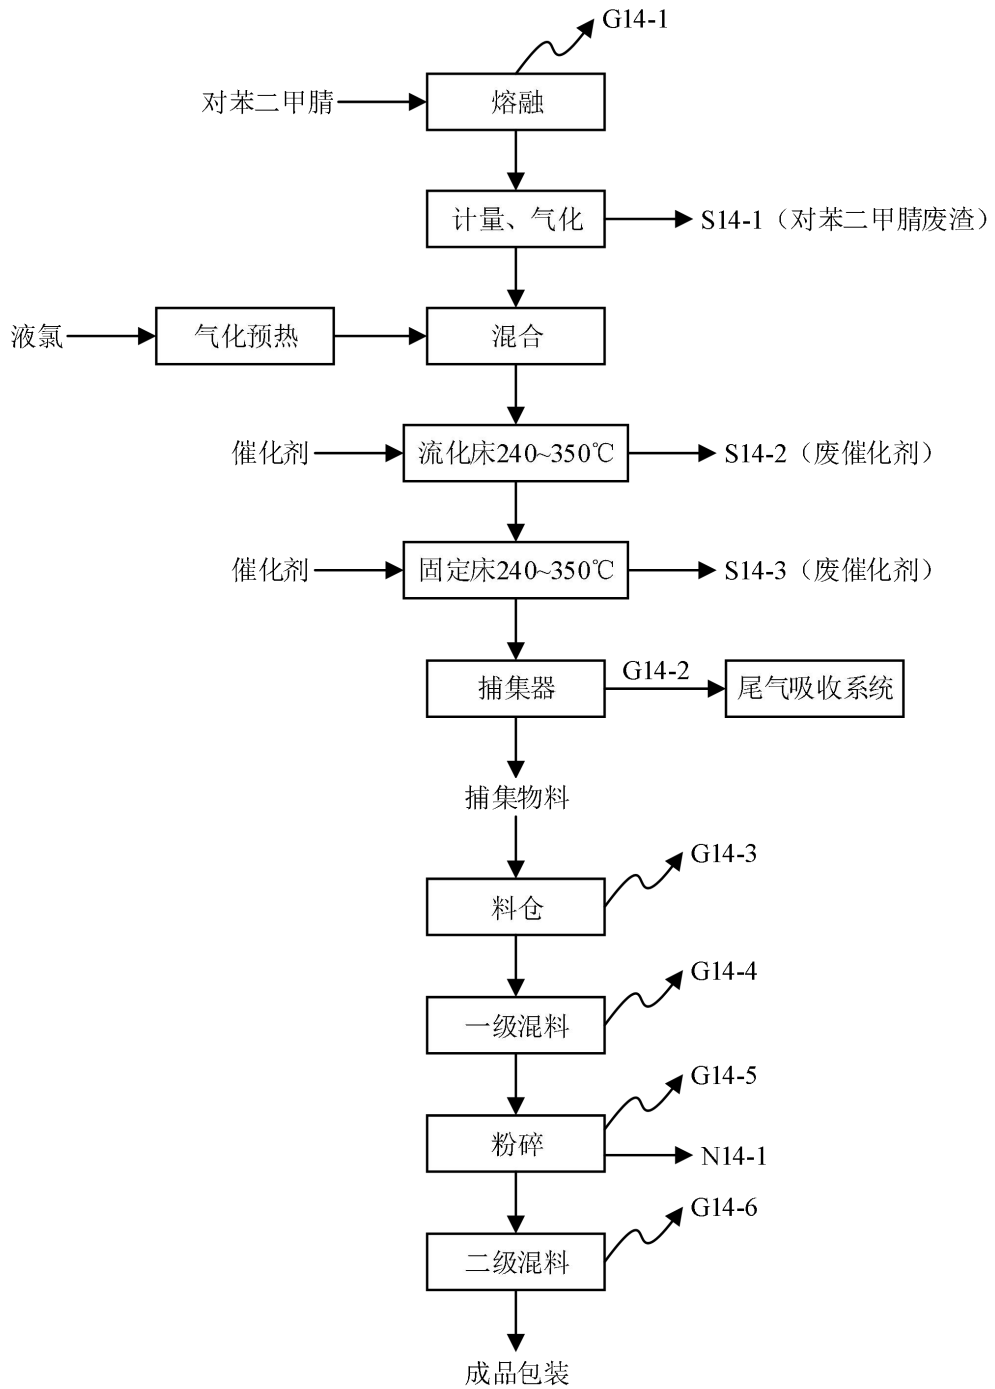 G14-1
对苯二甲腈
熔融
计量、气化
S14-1（对苯二甲腈废渣）
液氯
气化预热
混合
催化剂
流化床240~350℃
S14-2（废催化剂）
催化剂
固定床240~350℃
S14-3（废催化剂）
捕集器
G14-2
尾气吸收系统
捕集物料
G14-3
料仓
G14-4
一级混料
G14-5
粉碎
N14-1
G14-6
二级混料
成品包装